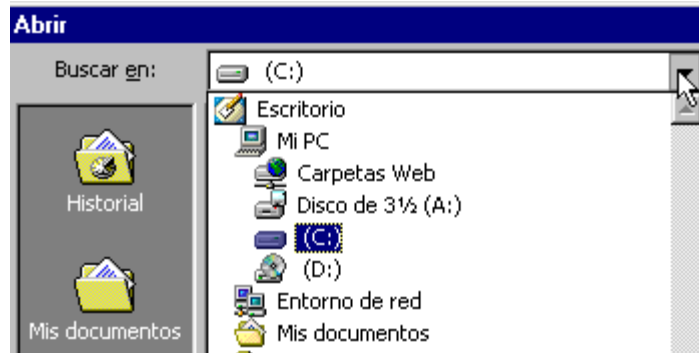 Abrir
Buscar en:
(C:)
Escritorio
Mi PC
Carpetas Web
Disco de 3½ (A:)
(C:)
(D:)
Entorno de red
Mis documentos
Historial
Mis documentos